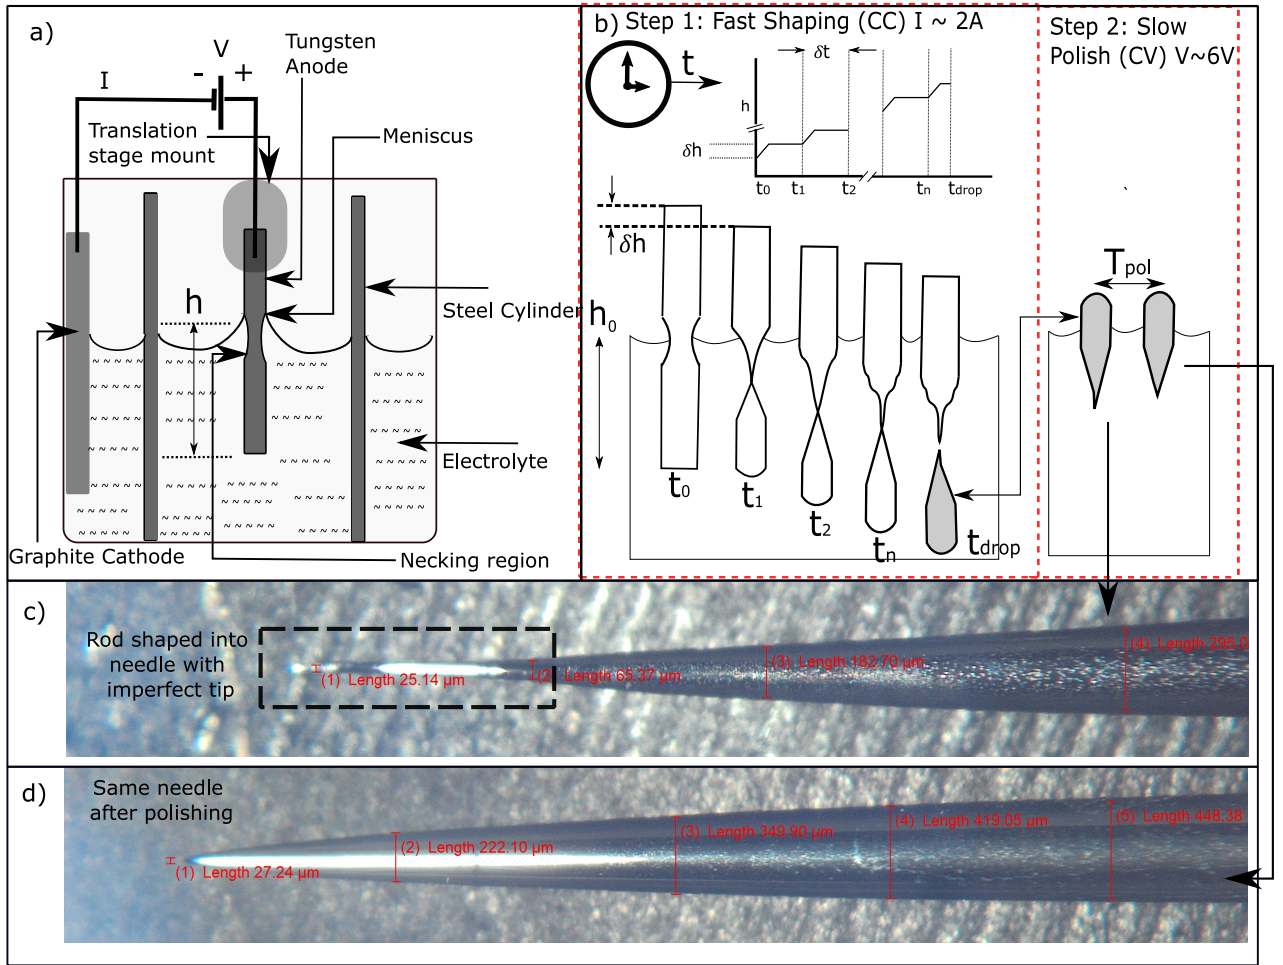 a)
V
Tungsten
Anode
I
-
+
Translation
stage mount
Meniscus
h
Steel Cylinder
Electrolyte
Graphite Cathode
Necking region
b) Step 1: Fast Shaping (CC) I ~ 2A
t
δt
h
δh
t0
t1
t2
tn
tdrop
δh
h0
t0
t1
t2
tn
tdrop
Step 2: Slow
Polish (CV) V~6V
Tpol
c)
Rod shaped into
needle with
imperfect tip
(1) Length 25.14 µm
(2) Length 65.37 µm
(3) Length 182.70 µm
(4) Length 295.0
d)
Same needle
after polishing
(1) Length 27.24 µm
(2) Length 222.10 µm
(3) Length 349.90 µm
(4) Length 419.05 µm
(5) Length 448.38